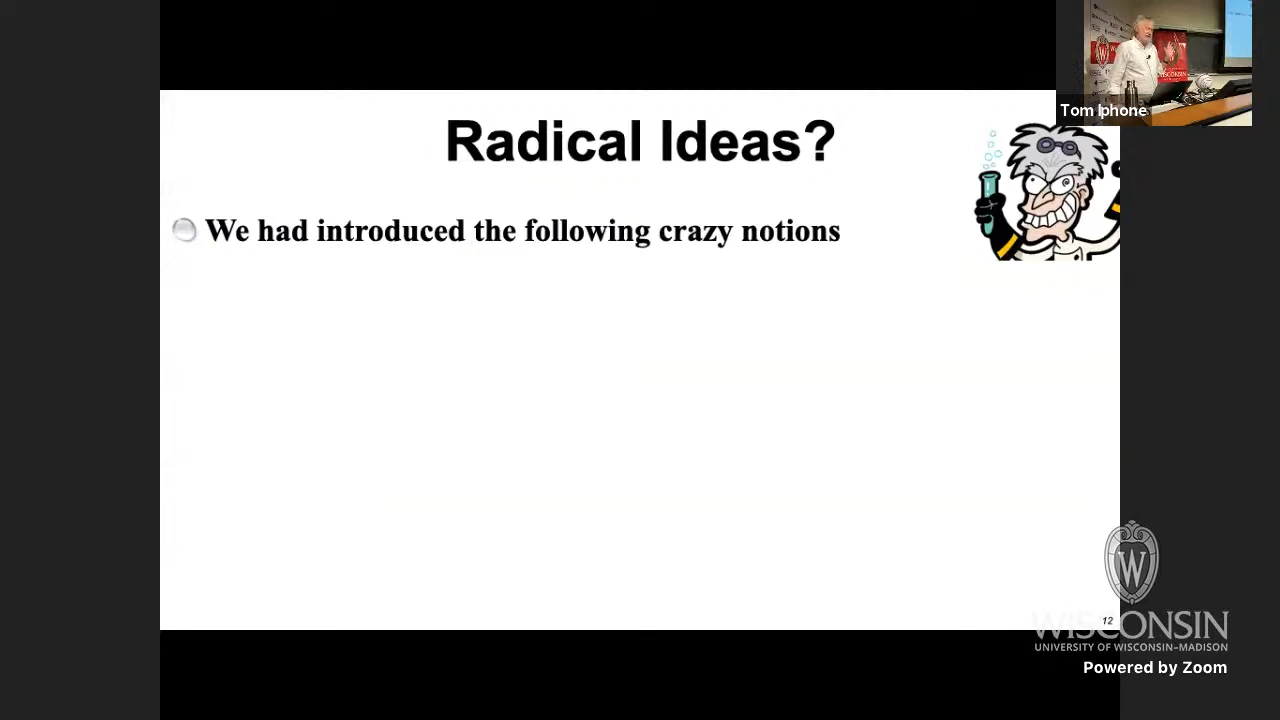 Radical Ideas?
We had introduced the following crazy notions
Tom Iphone
WISCONSIN
12
W
WISCONSIN
UNIVERSITY OF WISCONSIN–MADISON
Powered by Zoom